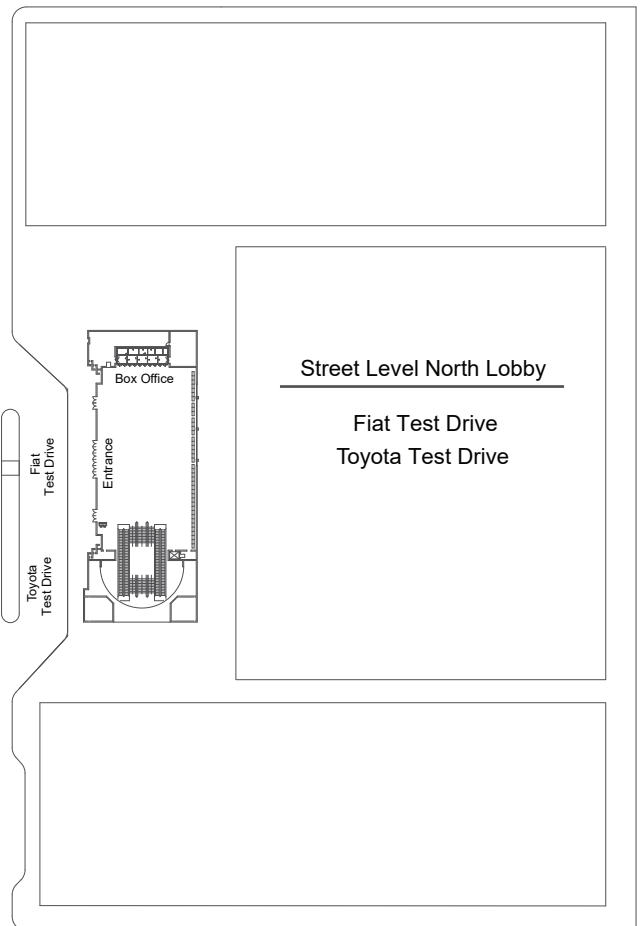 Street Level North Lobby
Fiat Test Drive
Toyota Test Drive
Box Office
Entrance
Fiat
Test Drive
Toyota
Test Drive